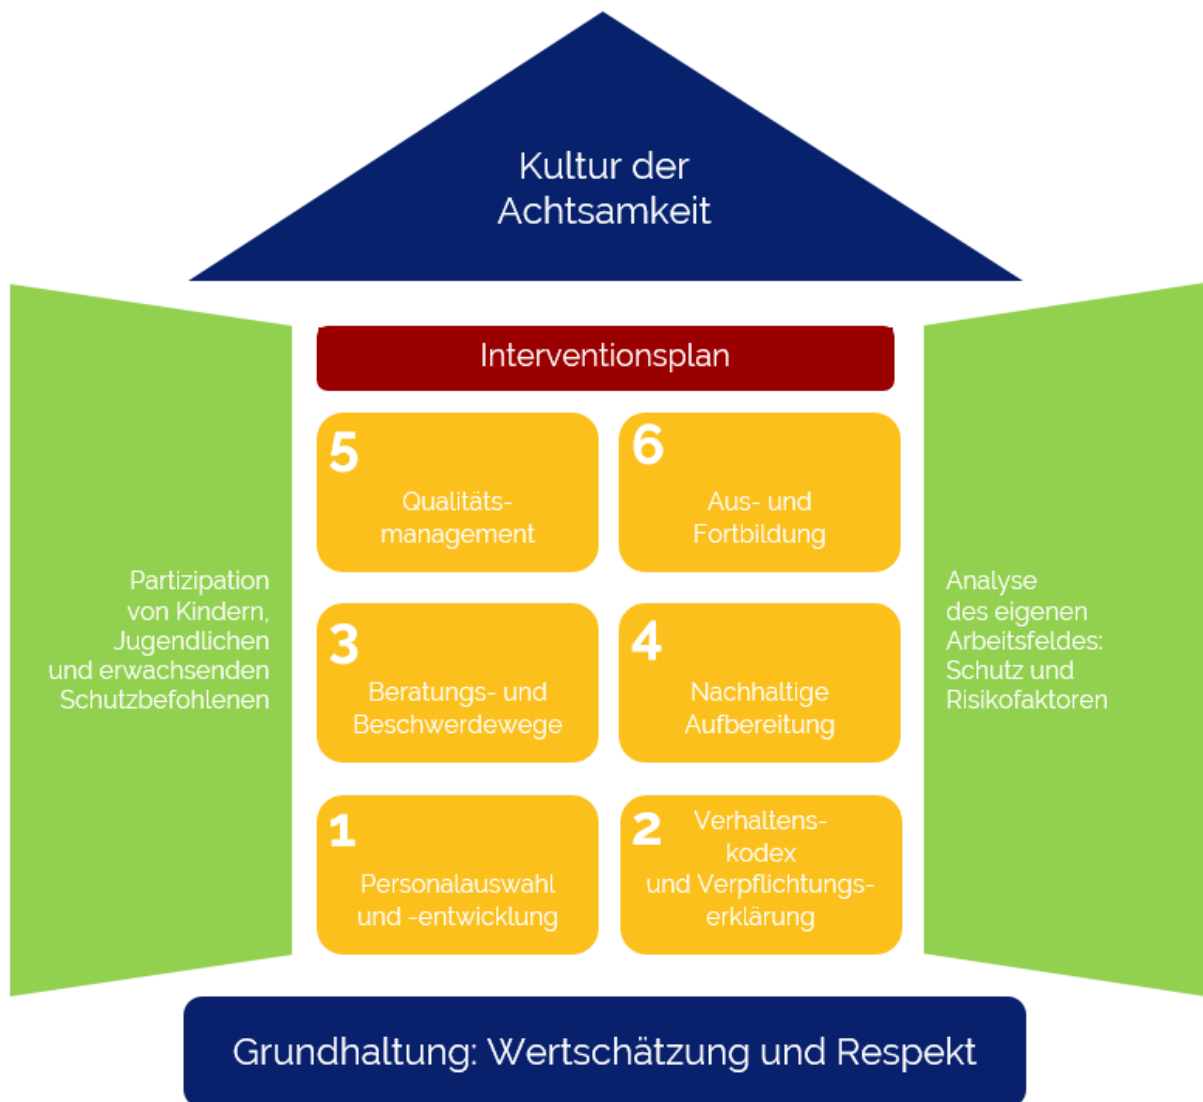 Kultur der
Achtsamkeit
Interventionsplan
5
Qualitäts-
management
6
Aus- und
Fortbildung
Partizipation
von Kindern,
Jugendlichen
und erwachsenden
Schutzbefohlenen
3
Beratungs- und
Beschwerdewege
4
Nachhaltige
Aufbereitung
Analyse
des eigenen
Arbeitsfeldes:
Schutz und
Risikofaktoren
1
Personalauswahl
und -entwicklung
2
Verhaltens-
kodex
und Verpflichtungs-
erklärung
Grundhaltung: Wertschätzung und Respekt